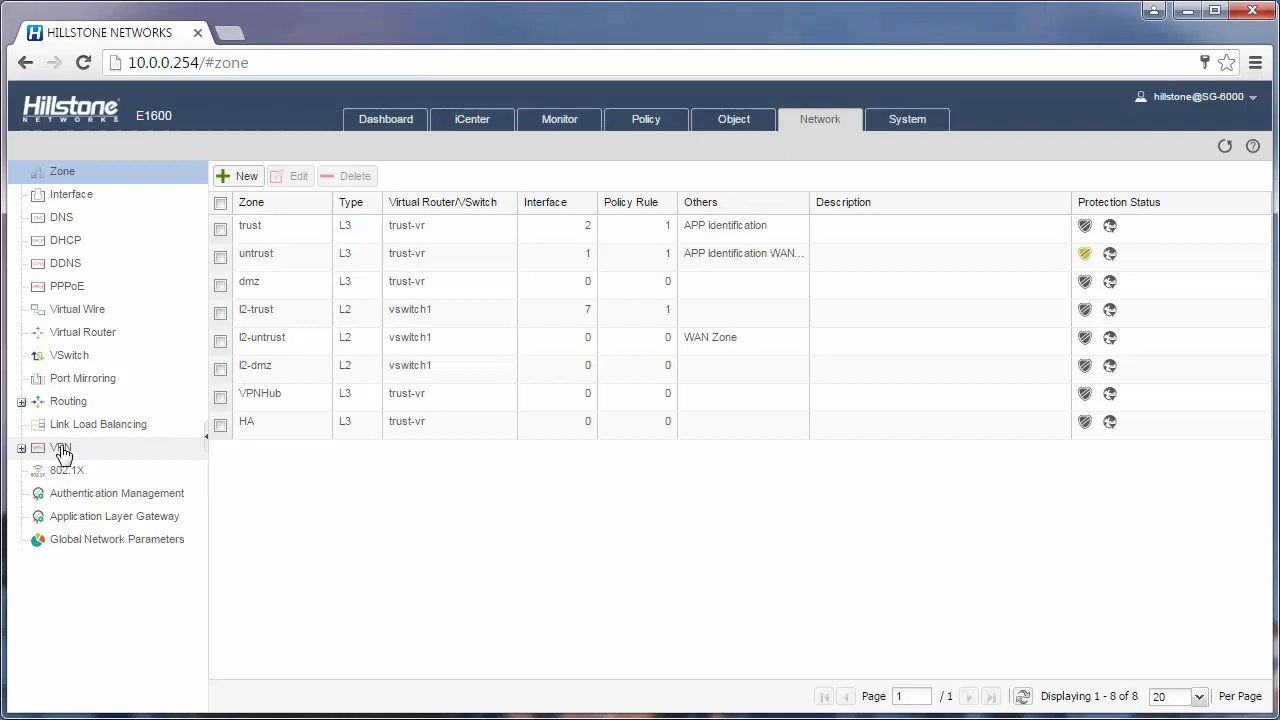 HILLSTONE NETWORKS
10.0.0.254/#zone
Hillstone
NETWORKS
E1600
Dashboard
iCenter
Monitor
Policy
Object
Network
System
hillstone@SG-6000
Zone
Interface
DNS
DHCP
DDNS
PPPoE
Virtual Wire
Virtual Router
VSwitch
Port Mirroring
Routing
Link Load Balancing
VPN
802.1X
Authentication Management
Application Layer Gateway
Global Network Parameters
New Edit Delete
Zone Type Virtual Router/VSwitch Interface Policy Rule Others Description Protection Status
trust L3 trust-vr 2 1 APP identification
untrust L3 trust-vr 1 1 APP identification WAN...
dmz L3 trust-vr 0 0
l2-trust L2 vswitch1 7 1
l2-untrust L2 vswitch1 0 0 WAN Zone
l2-dmz L2 vswitch1 0 0
VPNHub L3 trust-vr 0 0
HA L3 trust-vr 0 0
Page 1 / 1 Displaying 1 - 8 of 8 20 Per Page